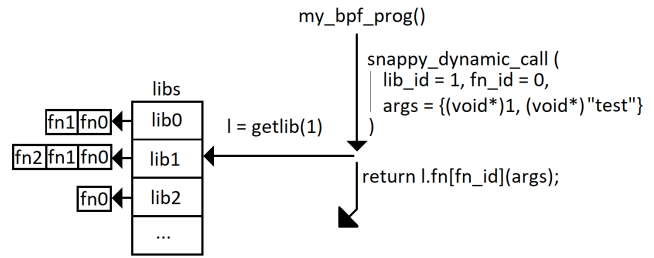 my_bpf_prog()
snappy_dynamic_call (
lib_id = 1, fn_id = 0,
args = {(void*)1, (void*)"test"}
)
libs
fn1 fn0 lib0
l = getlib(1)
fn2 fn1 fn0 lib1
return l.fn[fn_id](args);
fn0 lib2
...